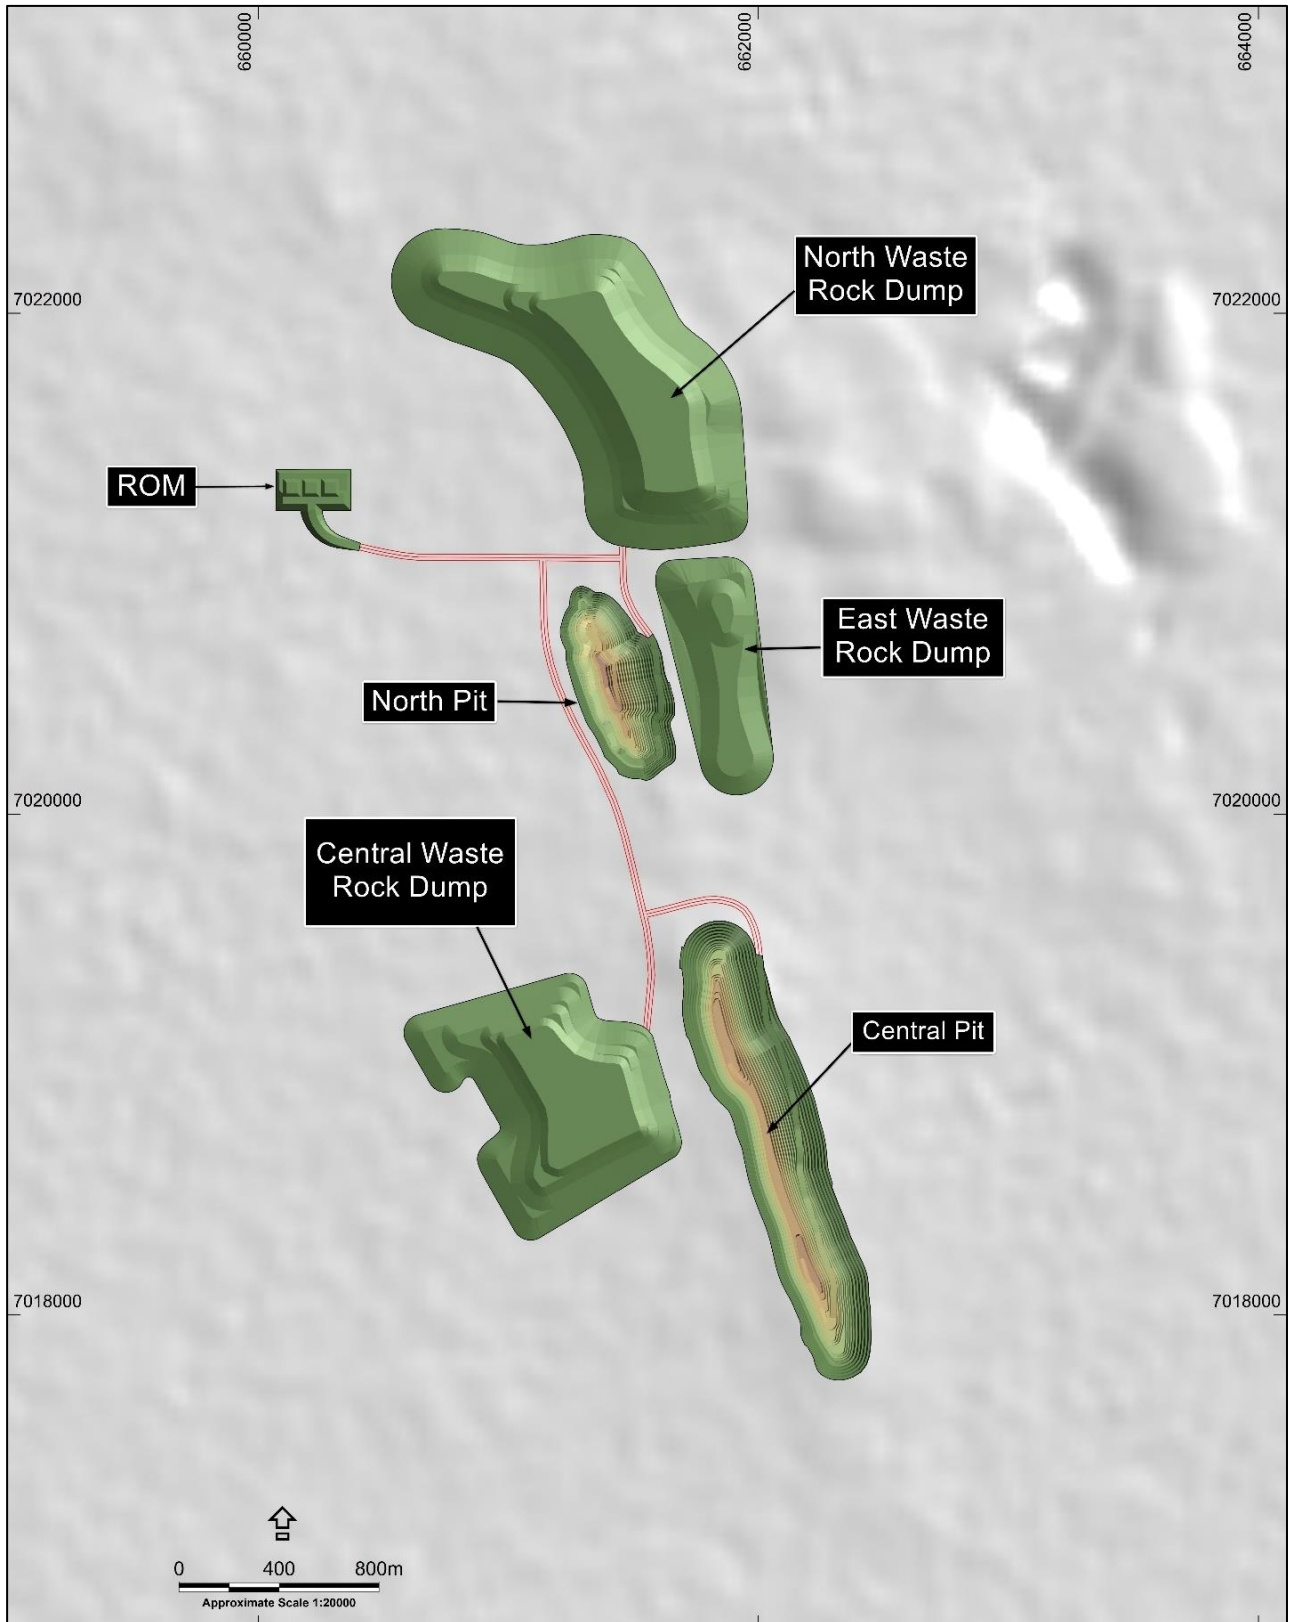 660000
662000
664000
North Waste
Rock Dump
7022000
7022000
ROM
East Waste
Rock Dump
North Pit
7020000
7020000
Central Waste
Rock Dump
Central Pit
7018000
7018000
0 400 800m
Approximate Scale 1:20000